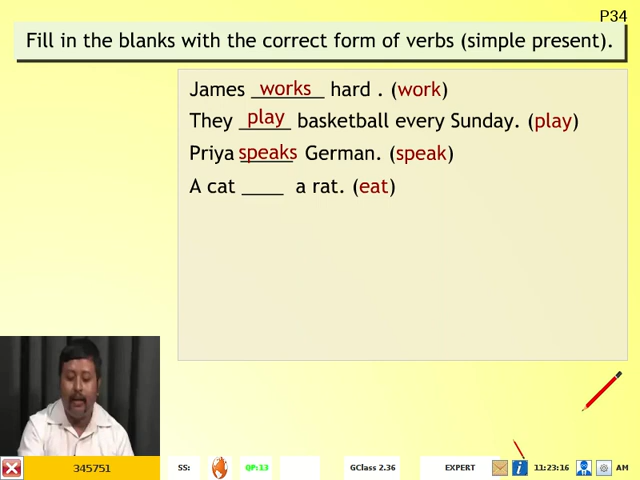 P34
Fill in the blanks with the correct form of verbs (simple present).
James works hard . (work)
They play basketball every Sunday. (play)
Priya speaks German. (speak)
A cat ____ a rat. (eat)
345751 SS: QP:13 GClass 2.36 EXPERT 11:23:16 AM